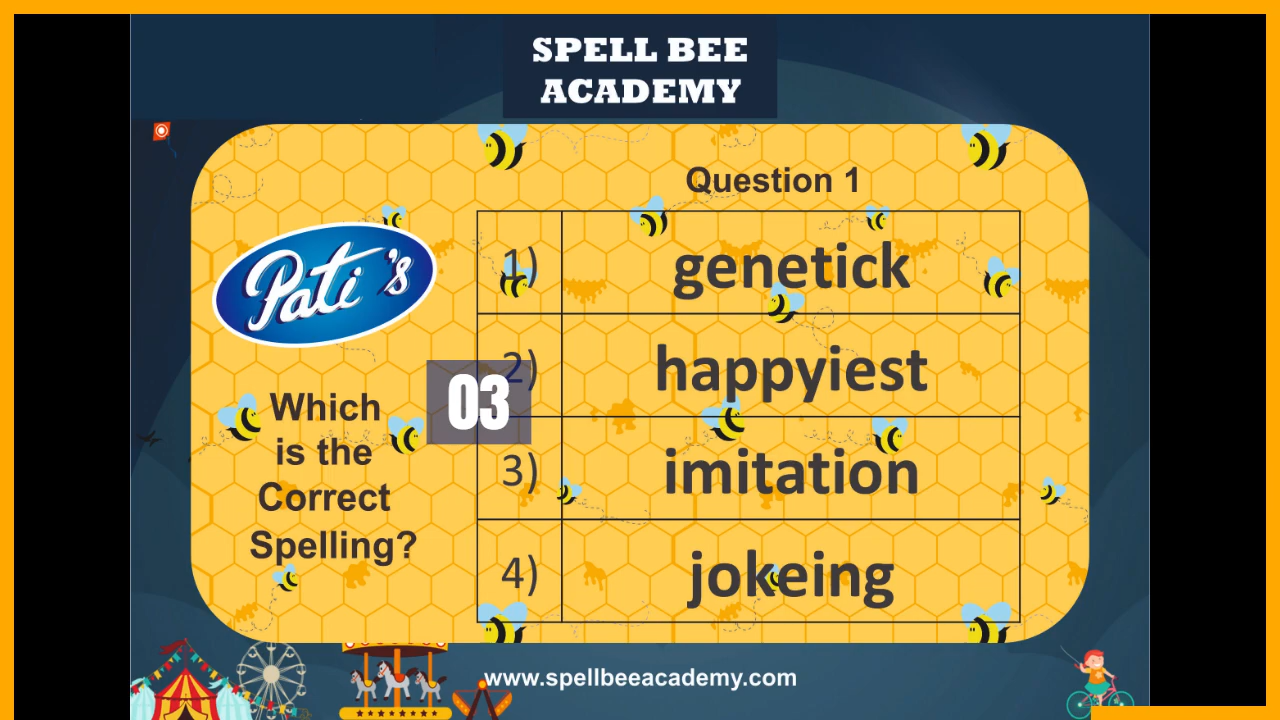 SPELL BEE
ACADEMY
Question 1
Pati's
Which
is the
Correct
Spelling?
03
1) genetick
2) happyiest
3) imitation
4) jokeing
www.spellbeeacademy.com